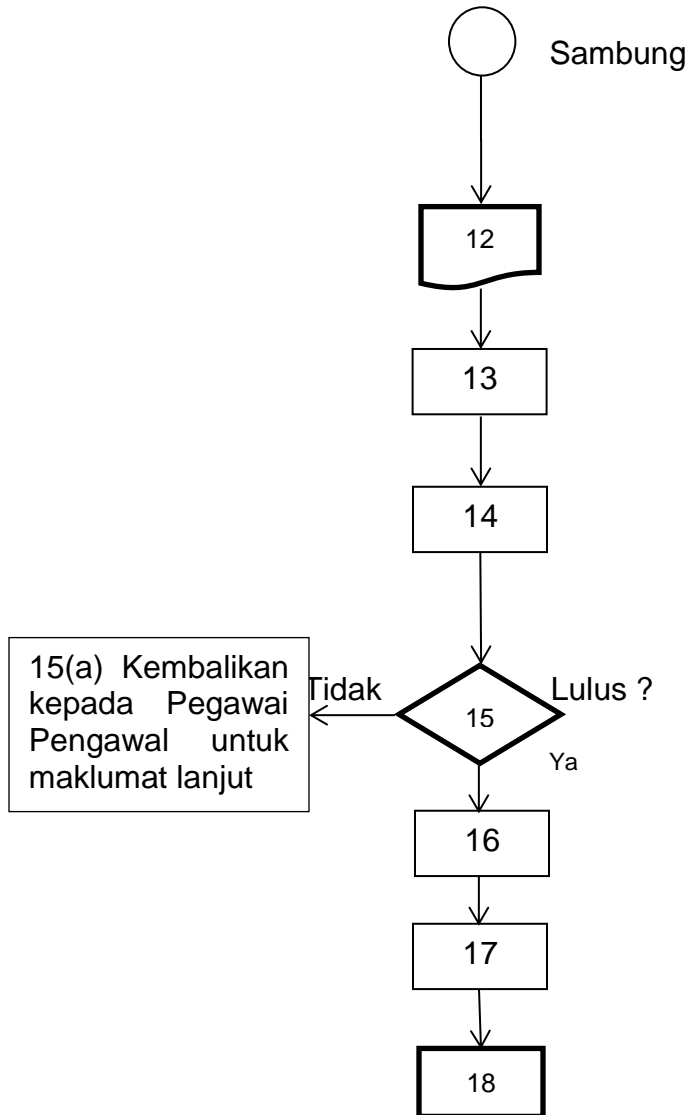 Sambung
12
13
14
15(a) Kembalikan
kepada Pegawai
Pengawal untuk
maklumat lanjut
Tidak
15
Lulus ?
Ya
16
17
18